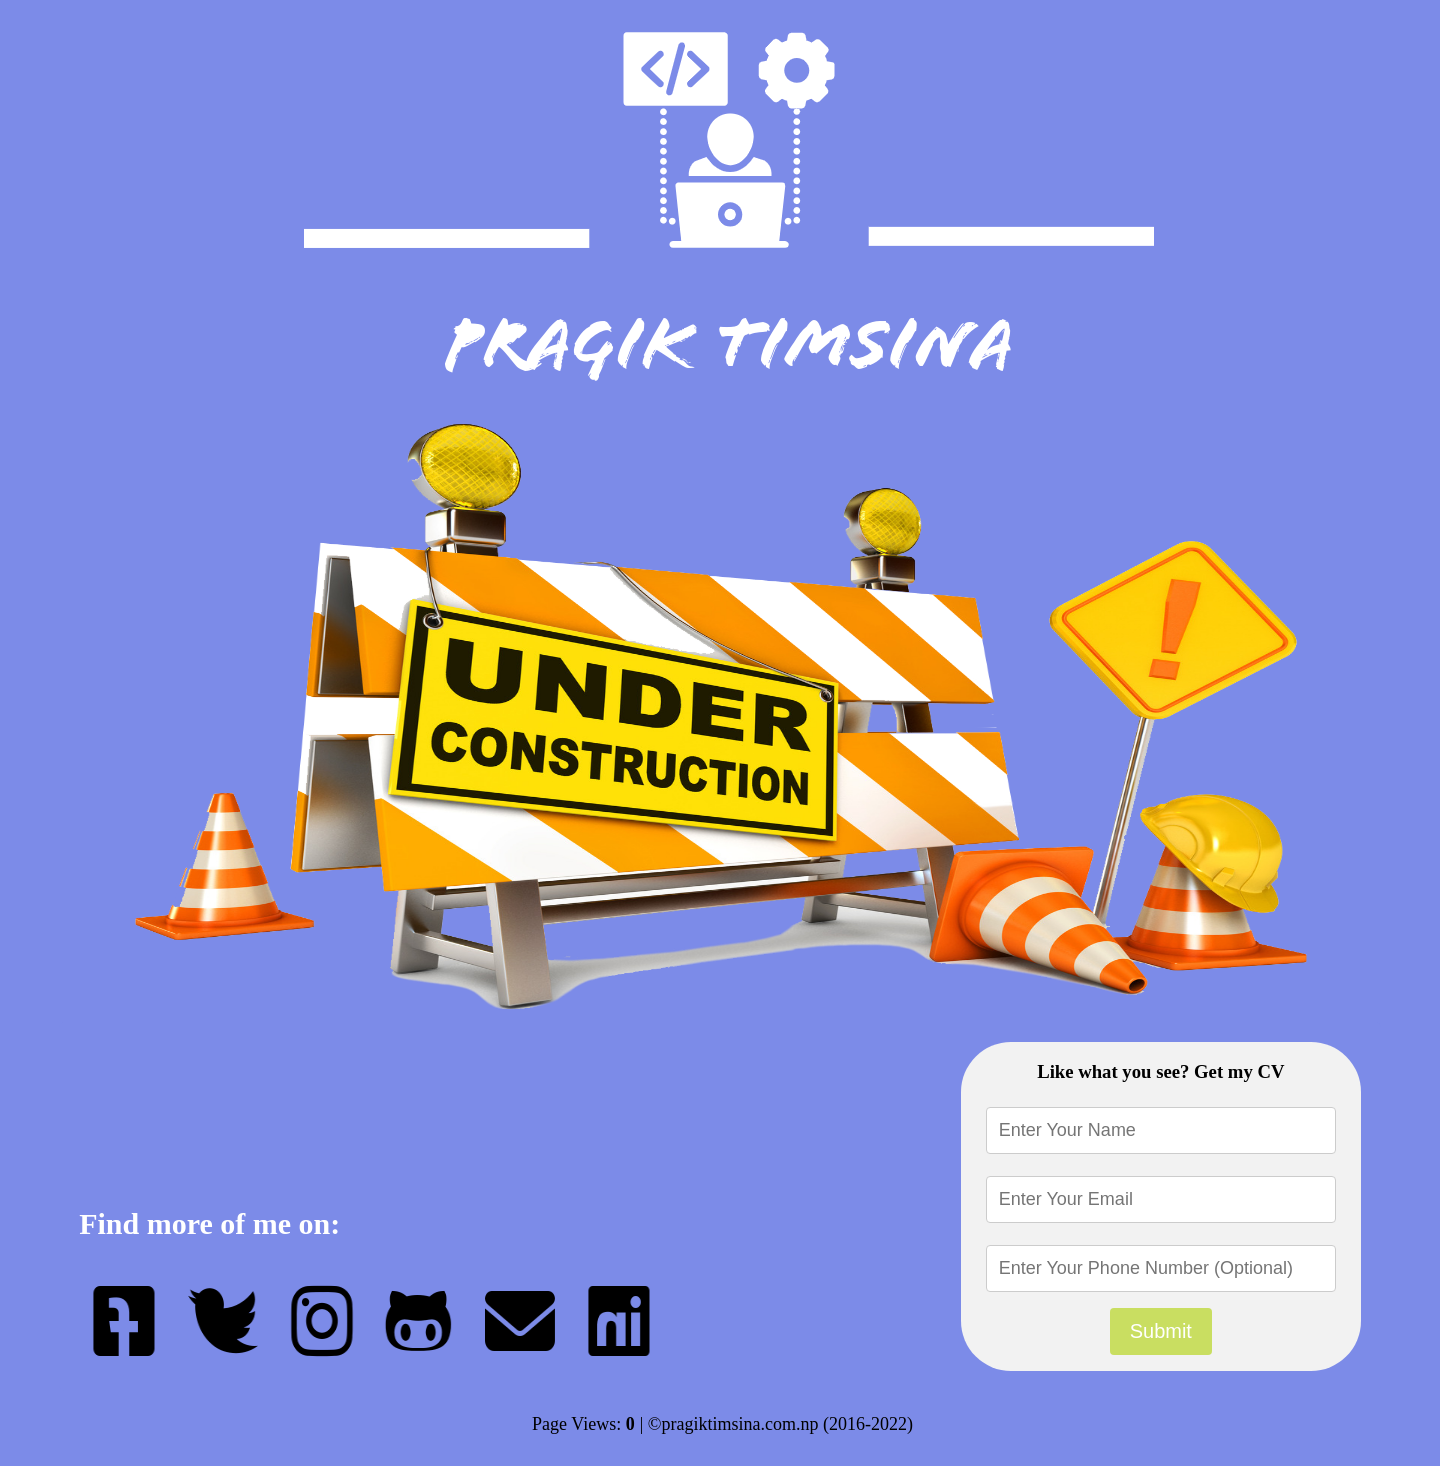 PRAGIK TIMSINA
UNDER
CONSTRUCTION
Like what you see? Get my CV
Enter Your Name
Enter Your Email
Enter Your Phone Number (Optional)
Submit
Find more of me on:
Page Views: 0 | ©pragiktimsina.com.np (2016-2022)